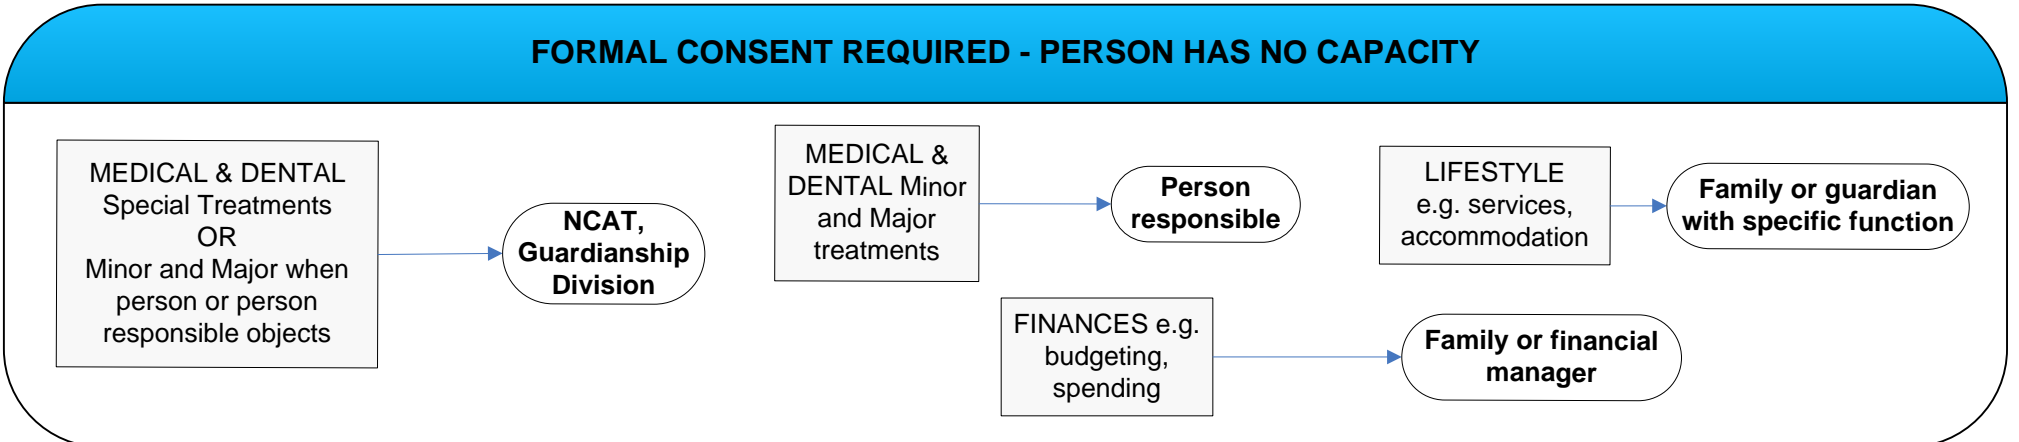 FORMAL CONSENT REQUIRED - PERSON HAS NO CAPACITY
MEDICAL & DENTAL
Special Treatments
OR
Minor and Major when
person or person
responsible objects
NCAT,
Guardianship
Division
MEDICAL &
DENTAL Minor
and Major
treatments
Person
responsible
LIFESTYLE
e.g. services,
accommodation
Family or guardian
with specific function
FINANCES e.g.
budgeting,
spending
Family or financial
manager